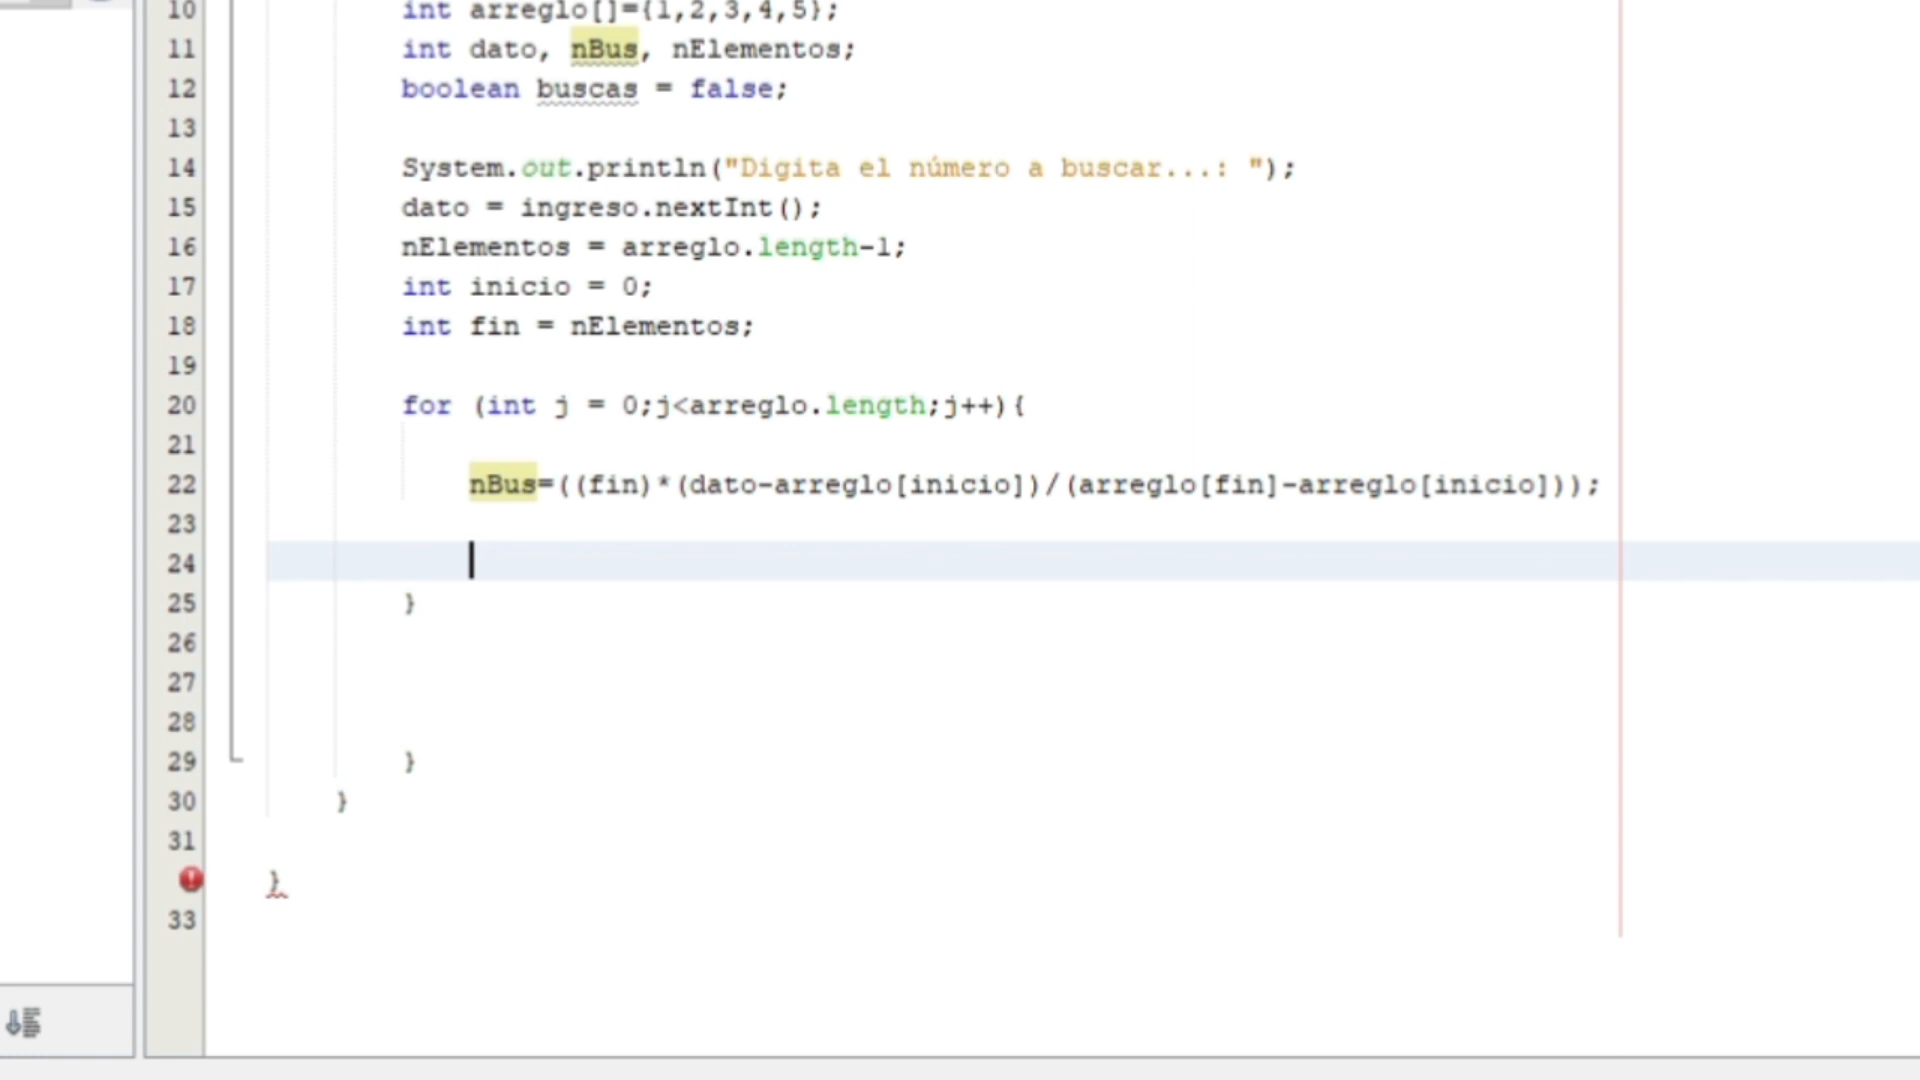 10 int arreglo[]={1,2,3,4,5};
11 int dato, nBus, nElementos;
12 boolean buscas = false;
13
14 System.out.println("Digita el número a buscar...: ");
15 dato = ingreso.nextInt();
16 nElementos = arreglo.length-1;
17 int inicio = 0;
18 int fin = nElementos;
19
20 for (int j = 0;j<arreglo.length;j++){
21
22 nBus=((fin)*(dato-arreglo[inicio])/(arreglo[fin]-arreglo[inicio]));
23
24
25 }
26
27
28
29 }
30 }
31
}
33